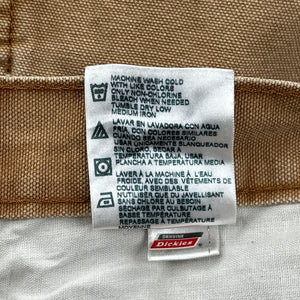 MACHINE WASH COLD
WITH LIKE COLORS
ONLY NON-CHLORINE
BLEACH WHEN NEEDED
TUMBLE DRY LOW
MEDIUM IRON
LAVAR EN LAVADORA CON AGUA
FRIA, CON COLORES SIMILARES
USAR UNICAMENTE BLANQUEADOR
SIN CLORO, SECAR A
TEMPERATURA BAJA, USAR
PLANCHA A TEMPERATURA MEDIA
LAVER À LA MACHINE À L'EAU
FROIDE, AVEC DES VÊTEMENTS DE
COULEUR SEMBLABLE
N'UTILISER QUE DU JAVELLISANT
SANS CHLORE AU BESOIN
SÉCHAGE PAR CULBUTAGE À
BASSE TEMPÉRATURE
REPASSAGE À TEMPÉRATURE
MOYENNE
GENUINE
Dickies